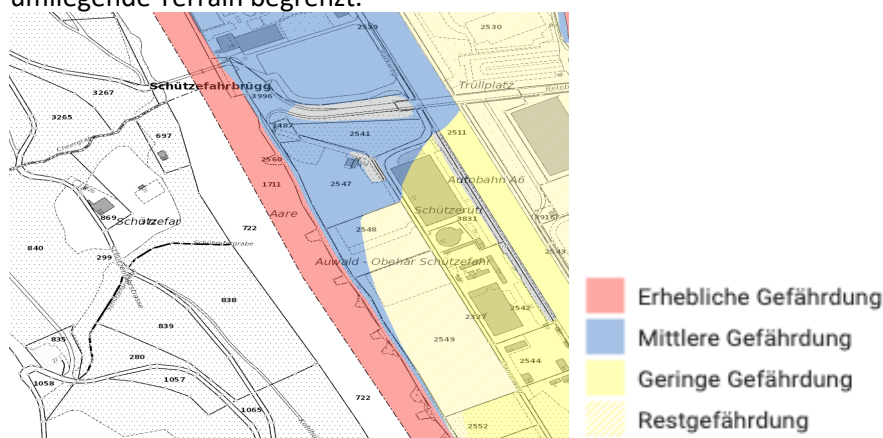 umliegende Terrain begrenzt.
2559
2530
3267
Schützefahrbrügg
3996
Trüllplatz
3265
1487
2541
2511
697
2560
1711
2547
Autobahn A6
Aare
Schützerüti
3831
869
Schützefar
722
2548
840
299
Auwald - Obehar Schützefahr
2543
838
2542
839
2327
2549
835
280
2544
1058
1057
722
1065
2552
Erhebliche Gefährdung
Mittlere Gefährdung
Geringe Gefährdung
Restgefährdung